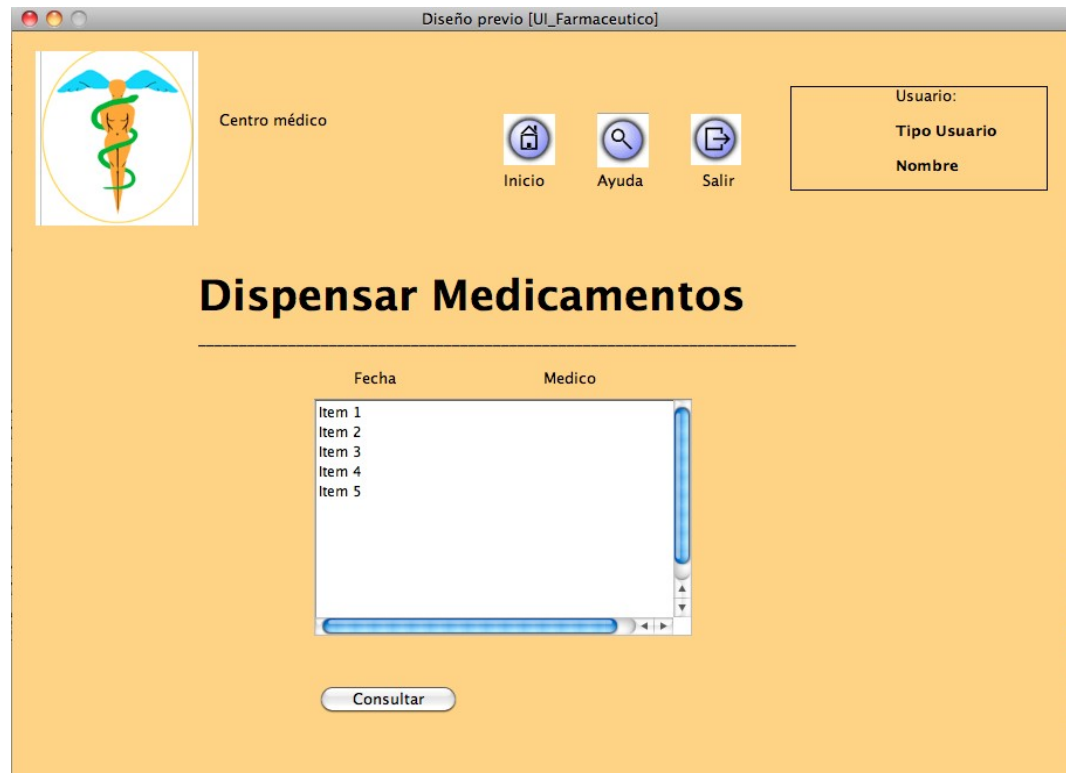 Diseño previo [UI_Farmaceutico]
Centro médico
Inicio
Ayuda
Salir
Usuario:
Tipo Usuario
Nombre
Dispensar Medicamentos
Fecha
Medico
Item 1
Item 2
Item 3
Item 4
Item 5
Consultar